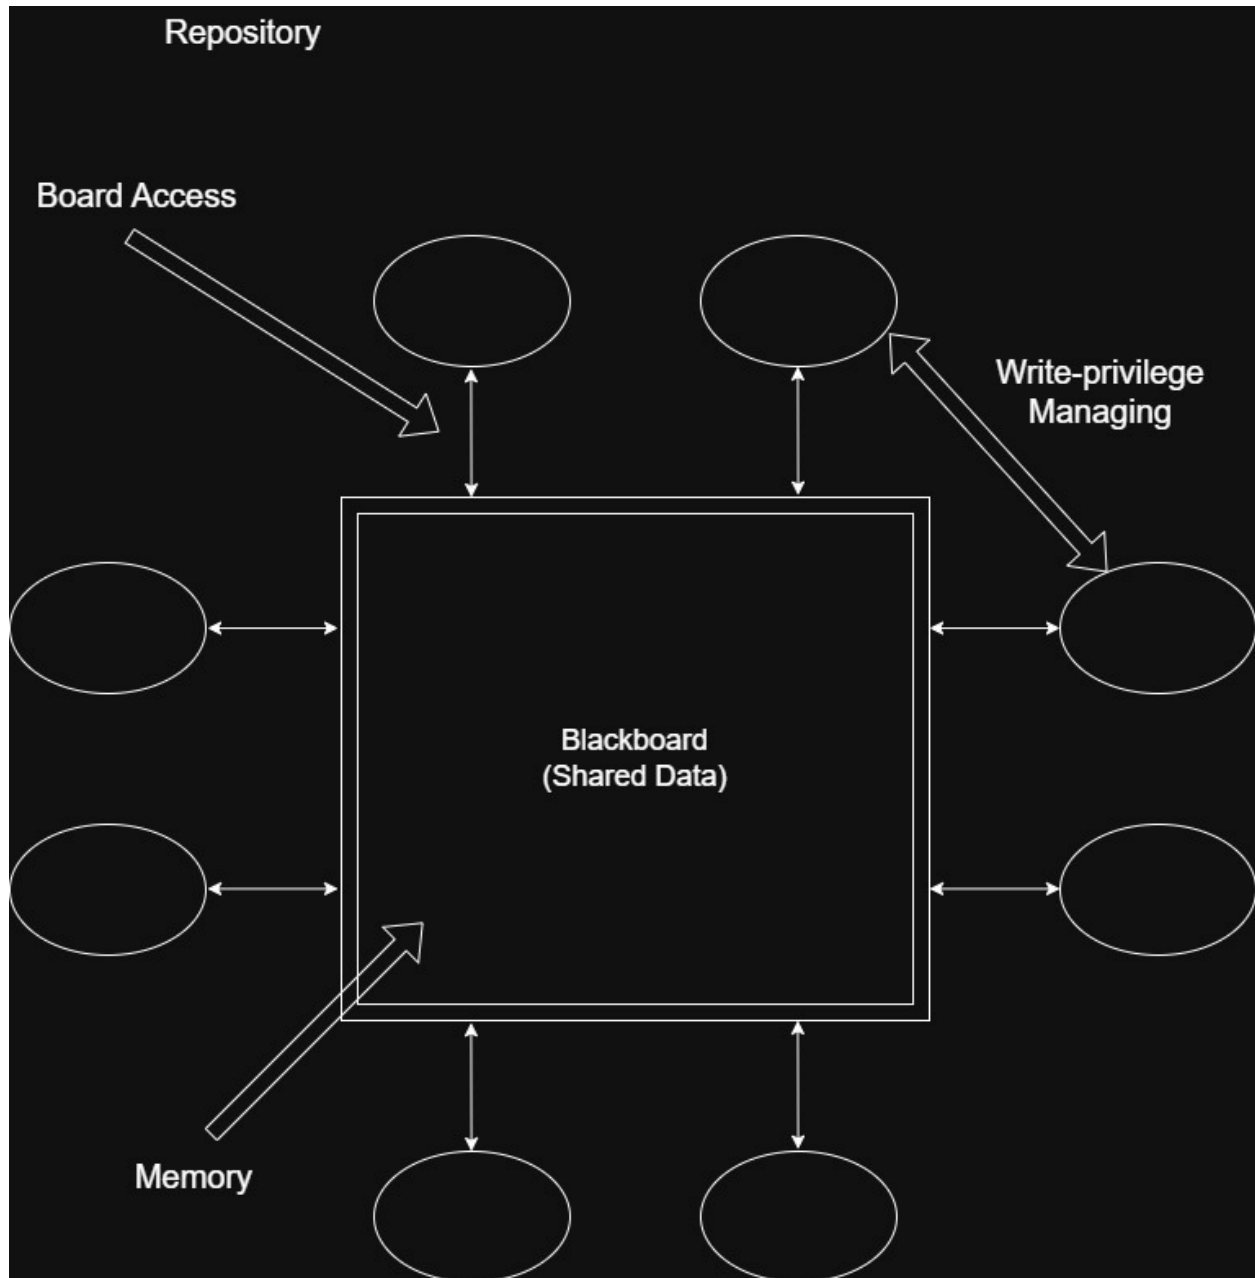 Repository
Board Access
Write-privilege
Managing
Blackboard
(Shared Data)
Memory